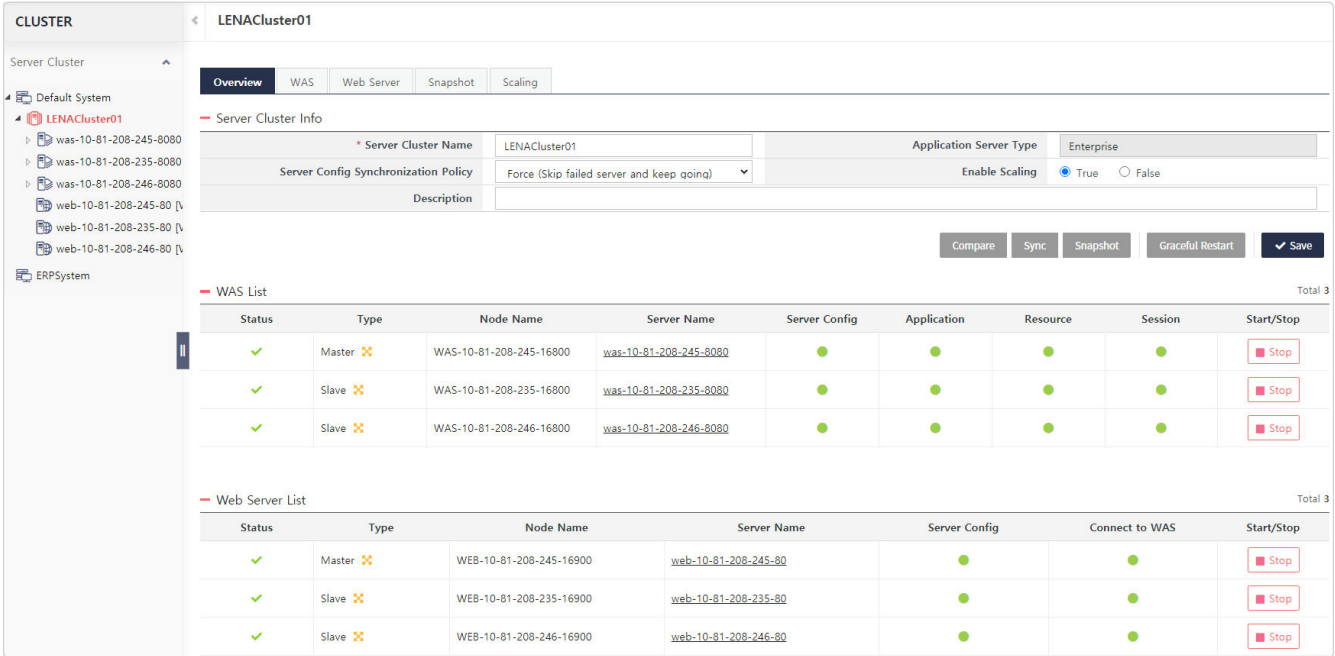 CLUSTER
LENACluster01
Server Cluster
Default System
LENACluster01
was-10-81-208-245-8080
was-10-81-208-235-8080
was-10-81-208-246-8080
web-10-81-208-245-80 [
web-10-81-208-235-80 [
web-10-81-208-246-80 [
ERPSystem
Overview WAS Web Server Snapshot Scaling
Server Cluster Info
* Server Cluster Name LENACluster01 Application Server Type Enterprise
Server Config Synchronization Policy Force (Skip failed server and keep going) Enable Scaling True False
Description
Compare Sync Snapshot Graceful Restart Save
WAS List Total 3
Status Type Node Name Server Name Server Config Application Resource Session Start/Stop
Master WAS-10-81-208-245-16800 was-10-81-208-245-8080 Stop
Slave WAS-10-81-208-235-16800 was-10-81-208-235-8080 Stop
Slave WAS-10-81-208-246-16800 was-10-81-208-246-8080 Stop
Web Server List Total 3
Status Type Node Name Server Name Server Config Connect to WAS Start/Stop
Master WEB-10-81-208-245-16900 web-10-81-208-245-80 Stop
Slave WEB-10-81-208-235-16900 web-10-81-208-235-80 Stop
Slave WEB-10-81-208-246-16900 web-10-81-208-246-80 Stop